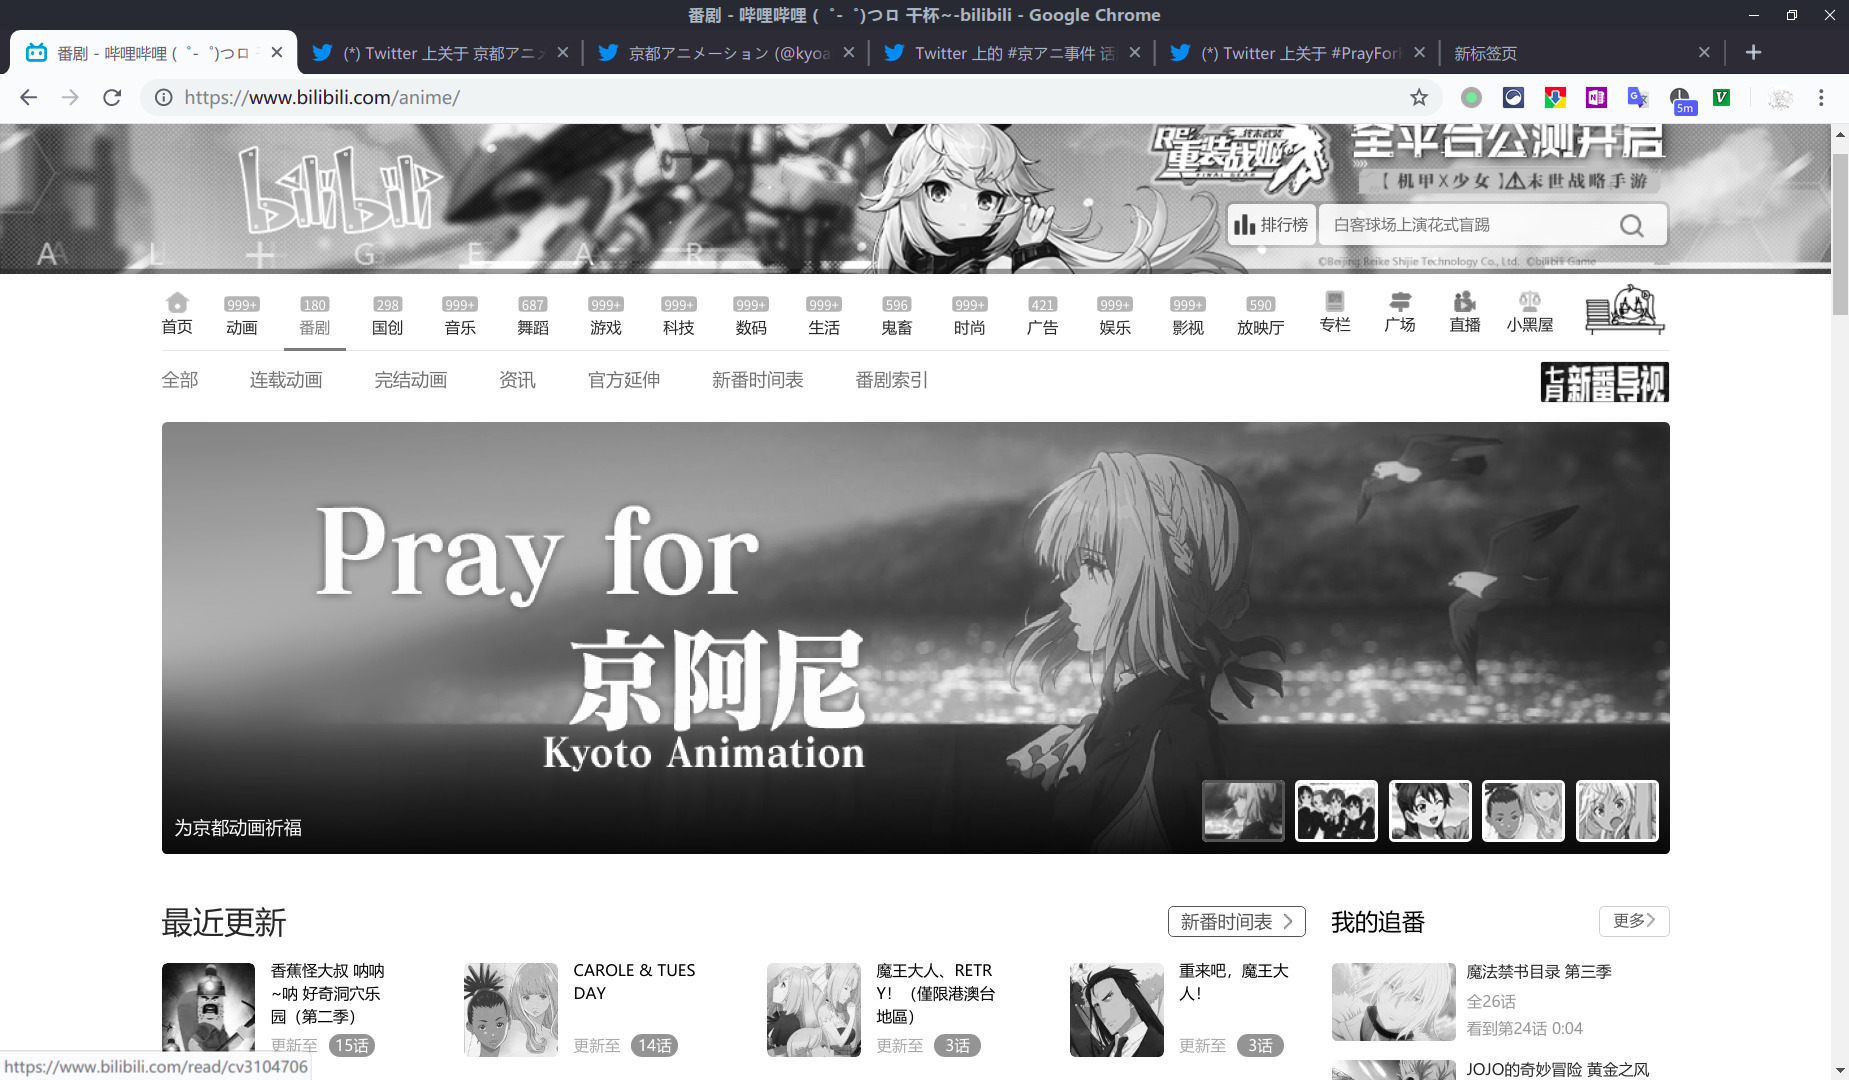 番剧 - 哔哩哔哩 (゜-゜)つロ 干杯~-bilibili - Google Chrome
番剧 - 哔哩哔哩 (゜-゜)つロ
(*) Twitter 上关于 京都アニメ
京都アニメーション (@kyoa
Twitter 上的 #京アニ事件 话
(*) Twitter 上关于 #PrayFor
新标签页
https://www.bilibili.com/anime/
5m
bilibili
Re:
终末武装
重装战姬
FINAL GEAR
全平台公测开启
【 机甲X少女 】末世战略手游
排行榜
白客球场上演花式盲踢
©Beijing Beike Shijie Technology Co., Ltd. ©bilibili Game
A L H G E A R
999+ 180 298 999+ 687 999+ 999+ 999+ 999+ 596 999+ 421 999+ 999+ 590
首页 动画 番剧 国创 音乐 舞蹈 游戏 科技 数码 生活 鬼畜 时尚 广告 娱乐 影视 放映厅 专栏 广场 直播 小黑屋
全部 连载动画 完结动画 资讯 官方延伸 新番时间表 番剧索引
七月新番导视
Pray for
京阿尼
Kyoto Animation
为京都动画祈福
最近更新
新番时间表
我的追番
更多
香蕉怪大叔 呐呐
~呐 好奇洞穴乐
园（第二季）
更新至 15话
CAROLE & TUES
DAY
更新至 14话
魔王大人、RETR
Y！（僅限港澳台
地區）
更新至 3话
重来吧，魔王大
人！
更新至 3话
魔法禁书目录 第三季
全26话
看到第24话 0:04
JOJO的奇妙冒险 黄金之风
https://www.bilibili.com/read/cv3104706